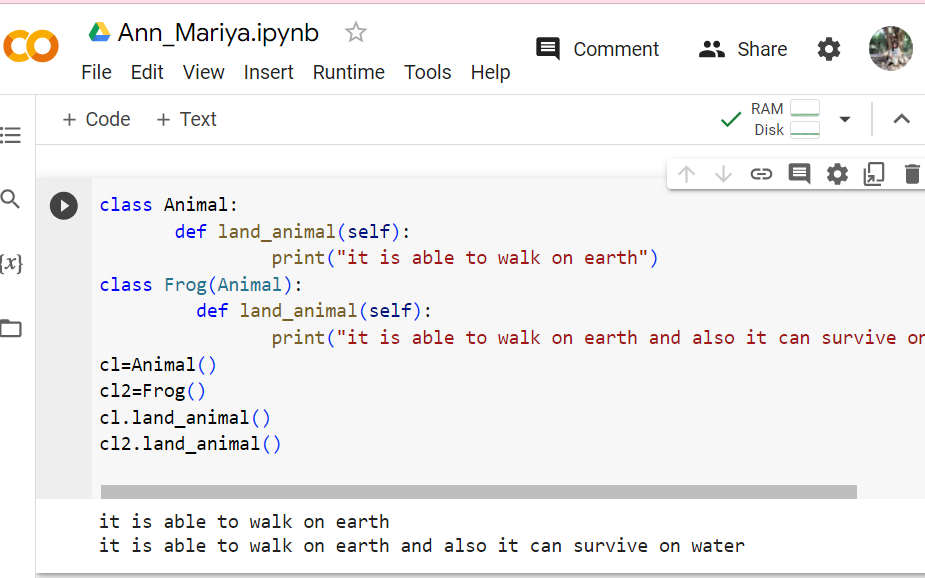 Ann_Mariya.ipynb
Comment
Share
File Edit View Insert Runtime Tools Help
+ Code + Text
RAM
Disk
{x}
class Animal:
def land_animal(self):
print("it is able to walk on earth")
class Frog(Animal):
def land_animal(self):
print("it is able to walk on earth and also it can survive on
cl=Animal()
cl2=Frog()
cl.land_animal()
cl2.land_animal()
it is able to walk on earth
it is able to walk on earth and also it can survive on water